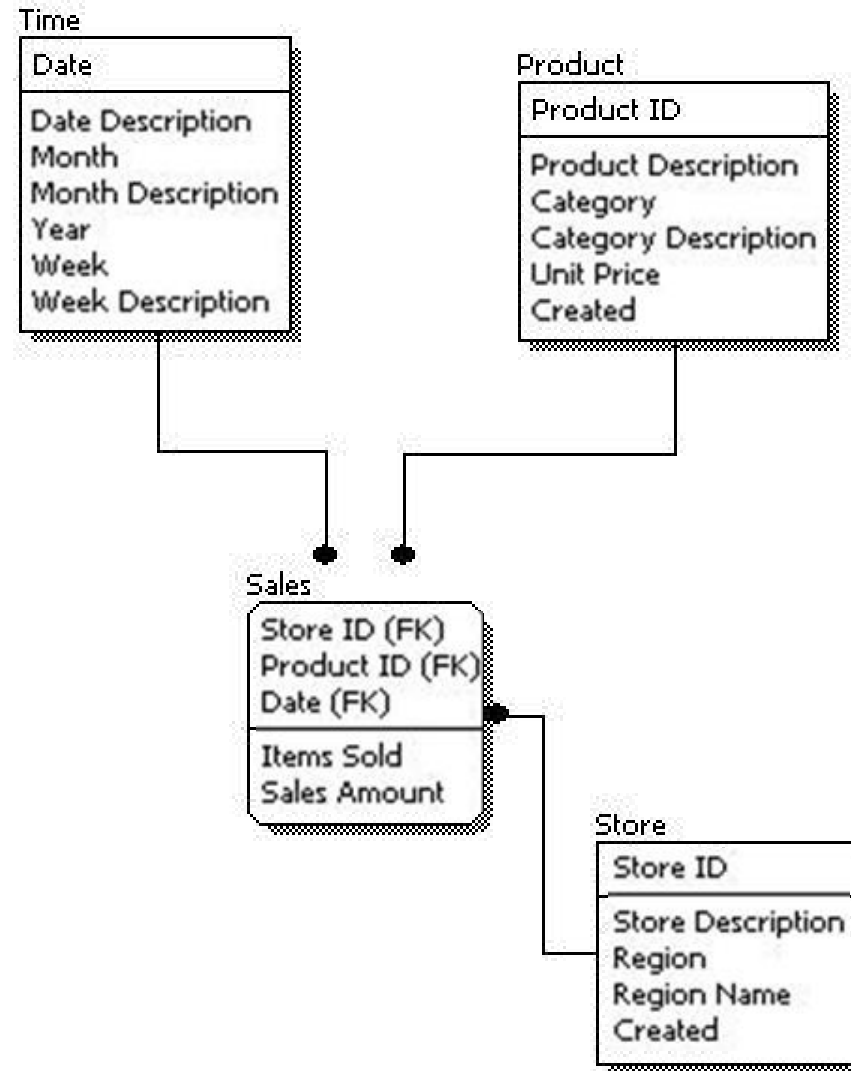 Time
Date
Date Description
Month
Month Description
Year
Week
Week Description
Product
Product ID
Product Description
Category
Category Description
Unit Price
Created
Sales
Store ID (FK)
Product ID (FK)
Date (FK)
Items Sold
Sales Amount
Store
Store ID
Store Description
Region
Region Name
Created